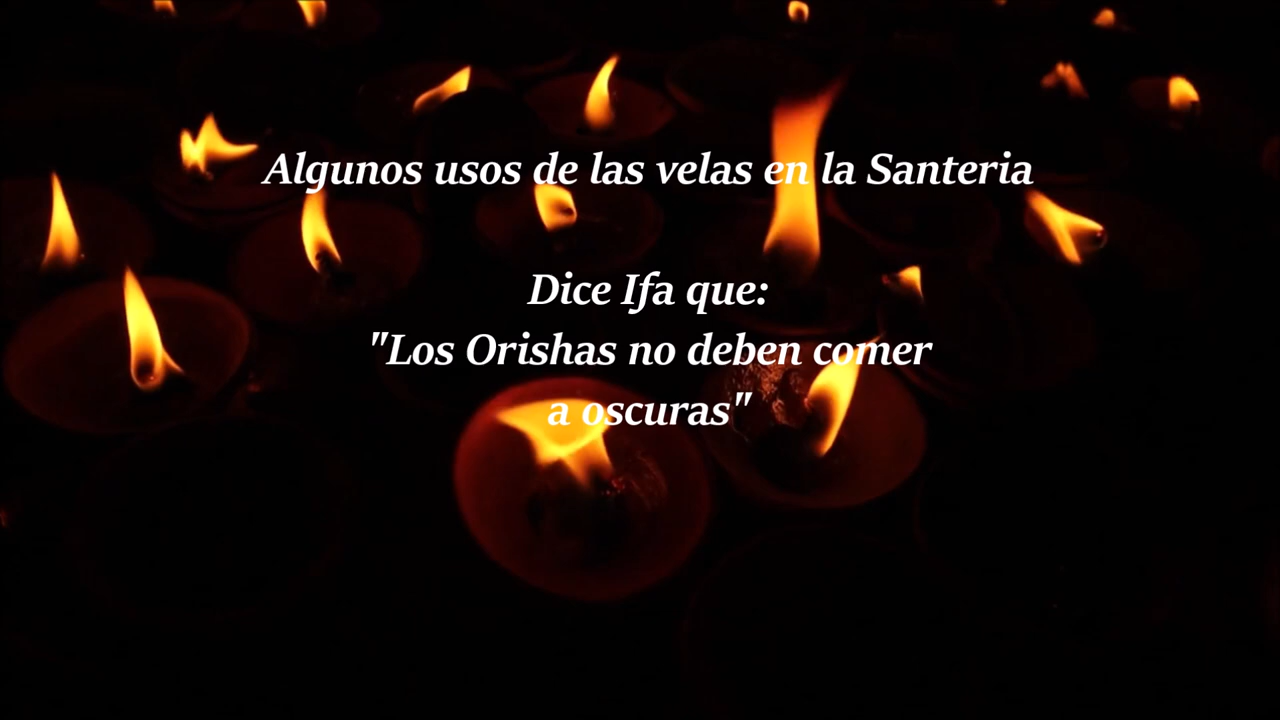 Algunos usos de las velas en la Santeria
Dice Ifa que:
"Los Orishas no deben comer
a oscuras"